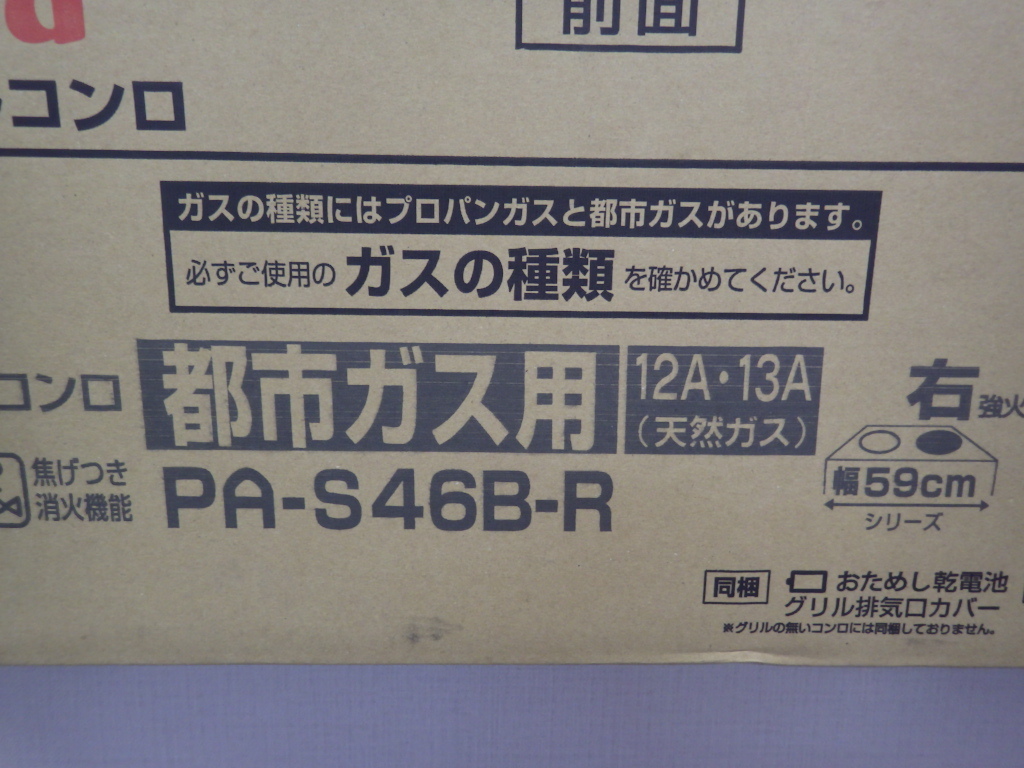 前面
コンロ
ガスの種類にはプロパンガスと都市ガスがあります。
必ずご使用の ガスの種類 を確かめてください。
コンロ
都市ガス用 12A・13A
(天然ガス)
右 強火
焦げつき
消火機能
PA-S46B-R
幅59cm
シリーズ
同梱 おためし乾電池
グリル排気口カバー
※グリルの無いコンロには同梱しておりません。